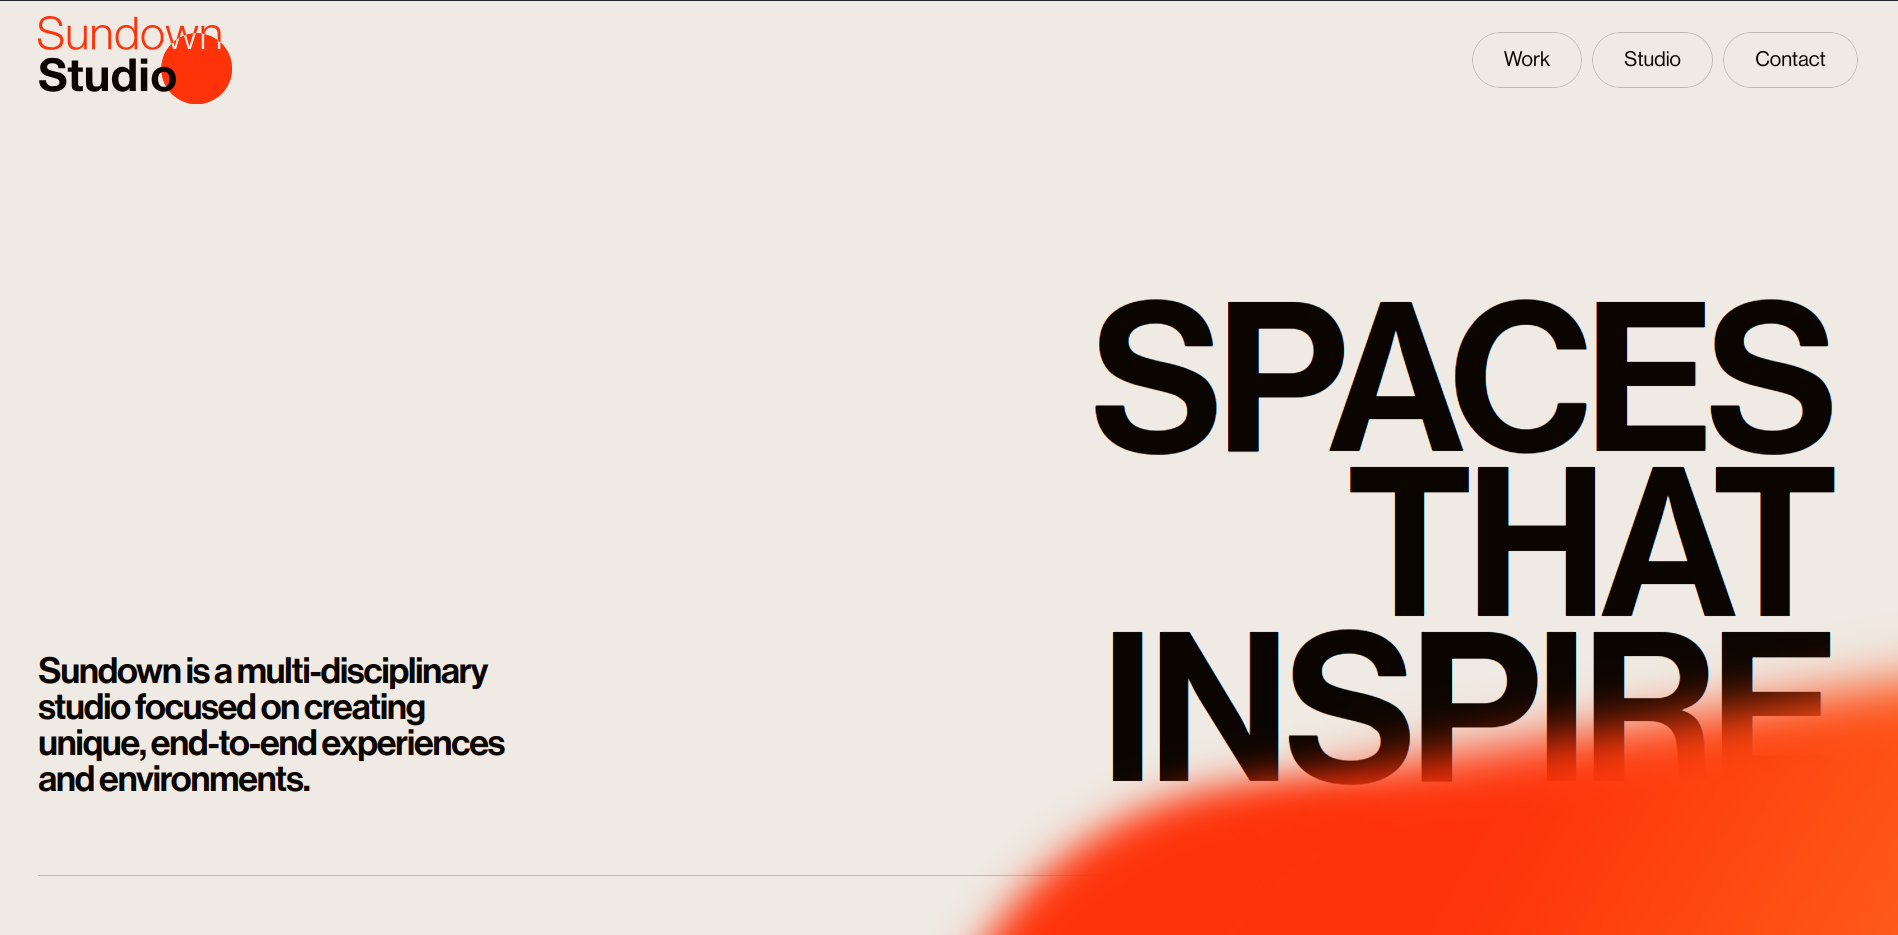 Sundown
Studio
Work
Studio
Contact
SPACES
THAT
INSPIRE
Sundown is a multi-disciplinary
studio focused on creating
unique, end-to-end experiences
and environments.